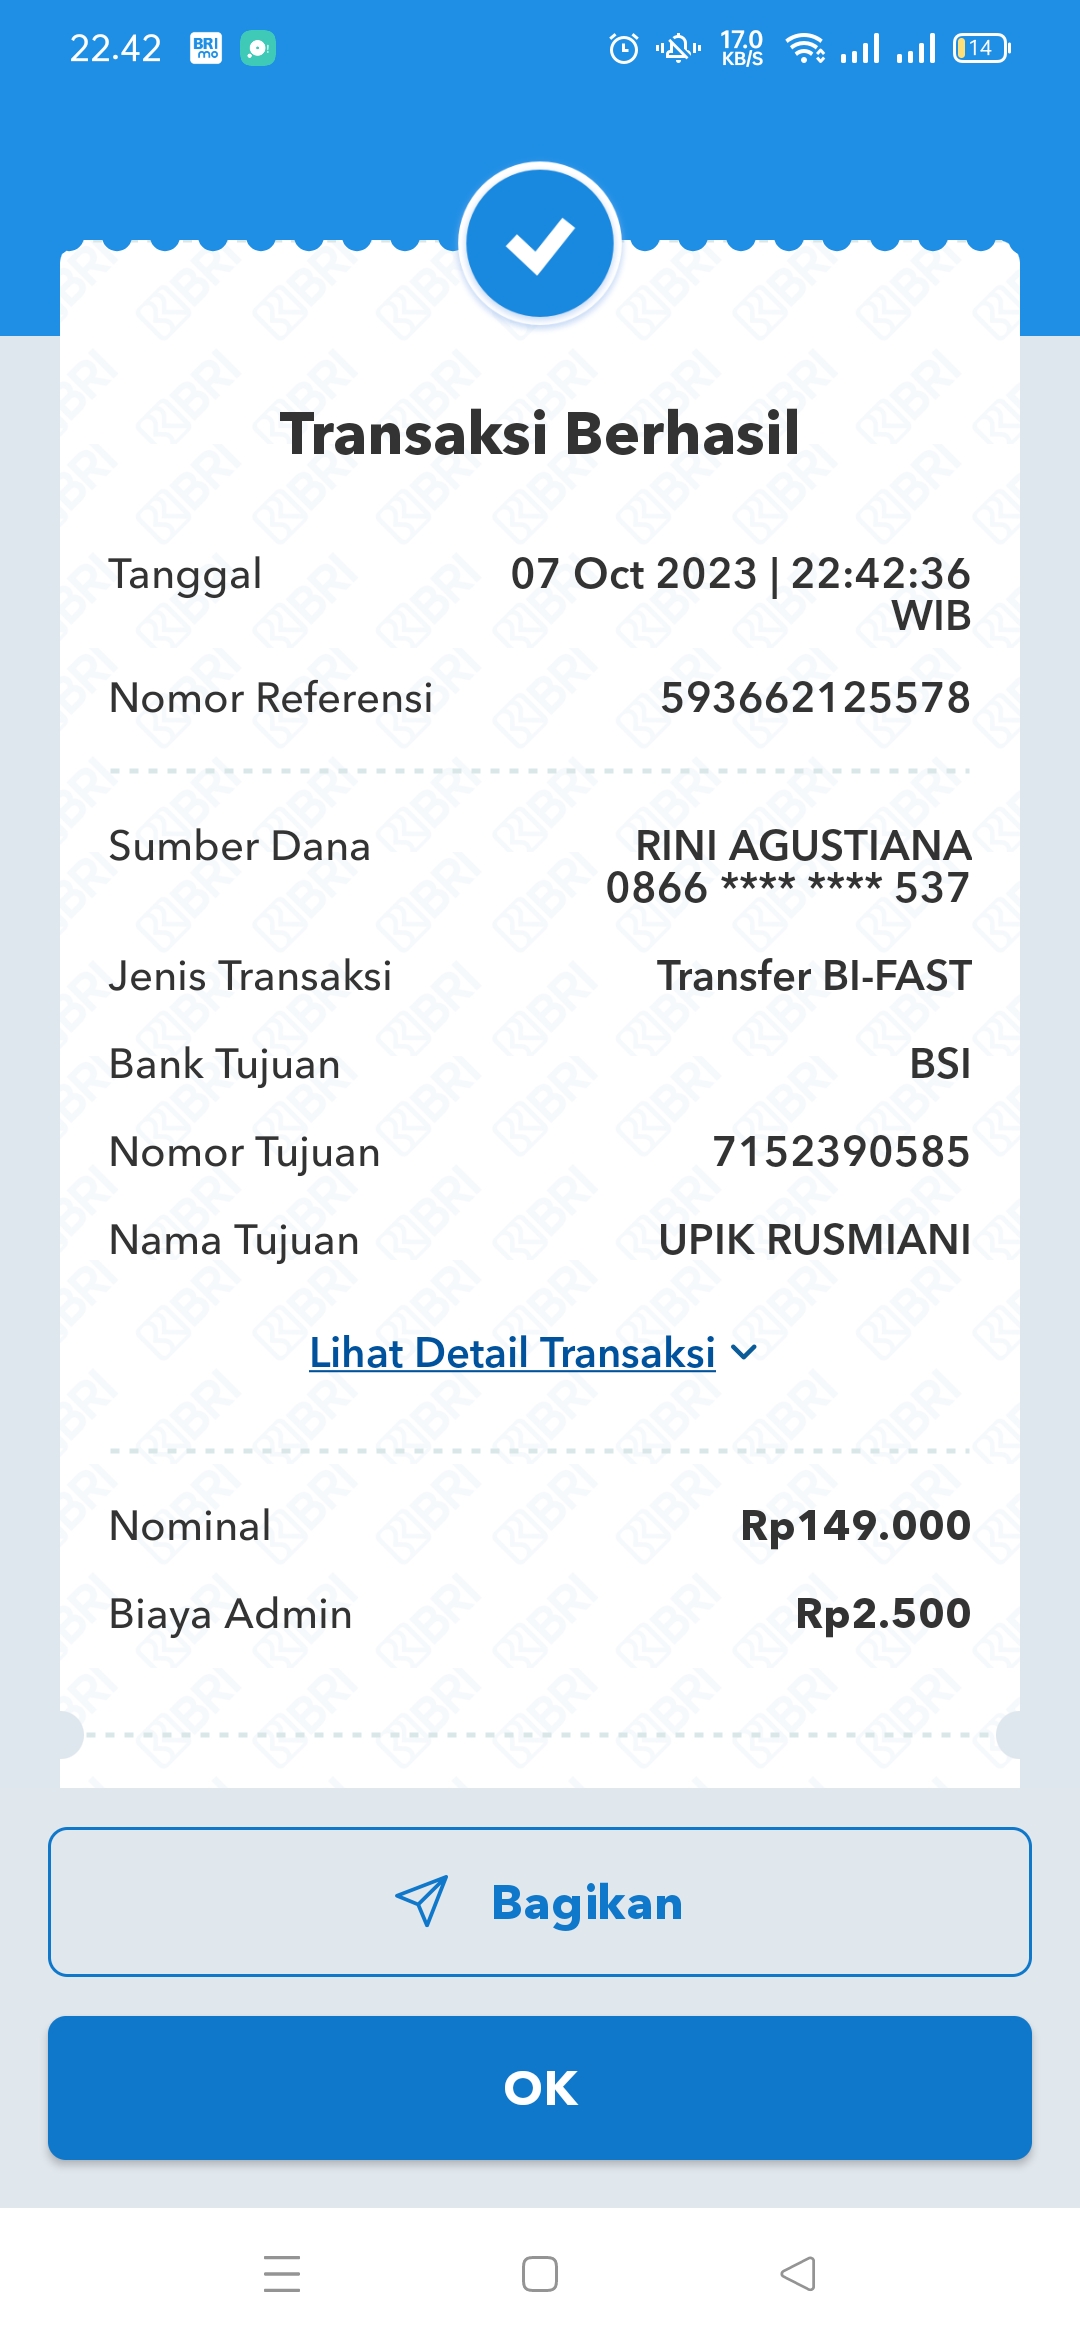 22.42 BRI mo 17.0 KB/S 14
Transaksi Berhasil
Tanggal 07 Oct 2023 | 22:42:36
WIB
Nomor Referensi 593662125578
Sumber Dana RINI AGUSTIANA
0866 **** **** 537
Jenis Transaksi Transfer BI-FAST
Bank Tujuan BSI
Nomor Tujuan 7152390585
Nama Tujuan UPIK RUSMIANI
Lihat Detail Transaksi
Nominal Rp149.000
Biaya Admin Rp2.500
Bagikan
OK